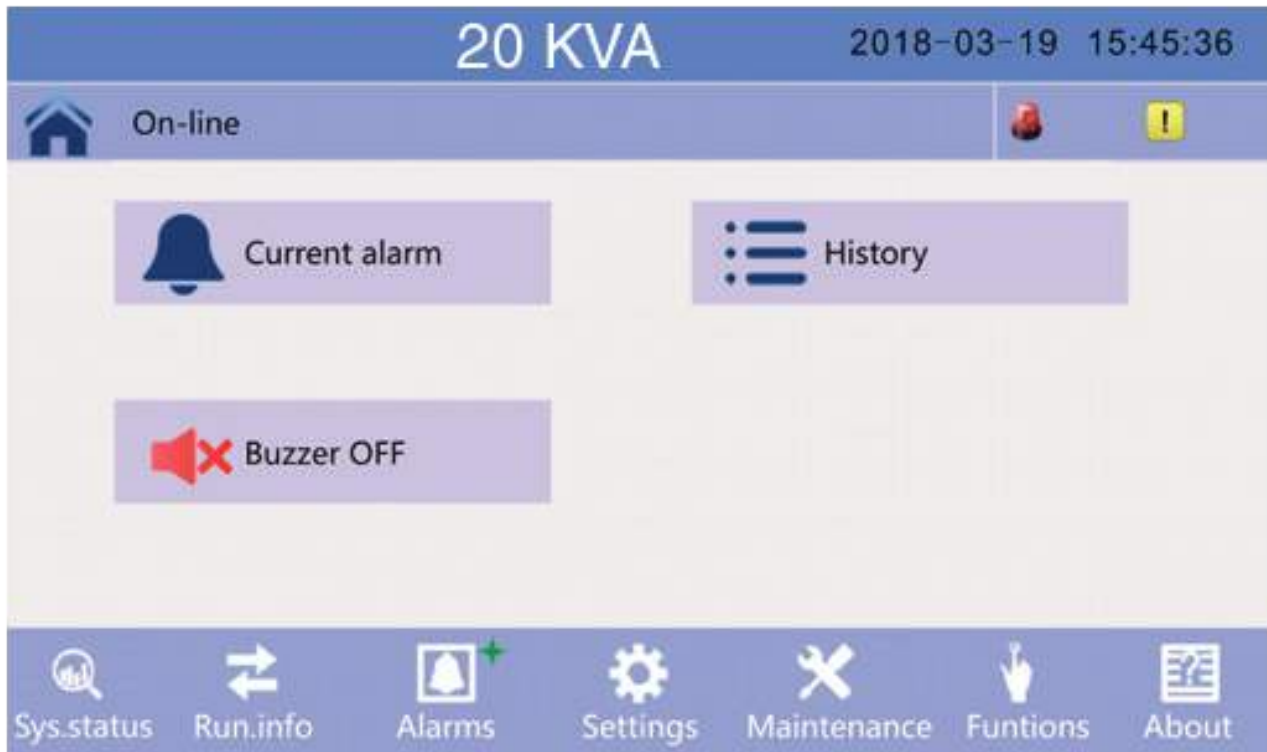 20 KVA 2018-03-19 15:45:36
On-line
Current alarm
History
Buzzer OFF
Sys.status Run.info Alarms Settings Maintenance Funtions About